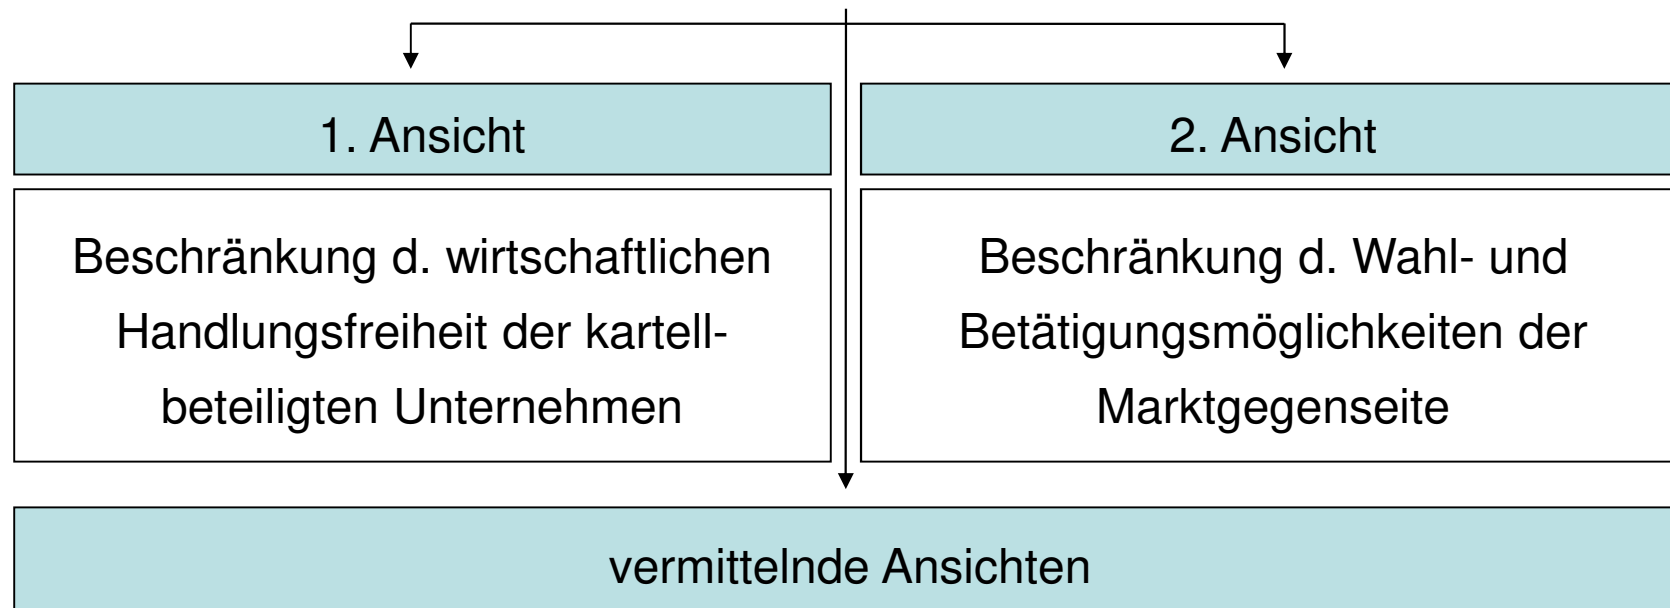 1. Ansicht
Beschränkung d. wirtschaftlichen
Handlungsfreiheit der kartell-
beteiligten Unternehmen
2. Ansicht
Beschränkung d. Wahl- und
Betätigungsmöglichkeiten der
Marktgegenseite
vermittelnde Ansichten